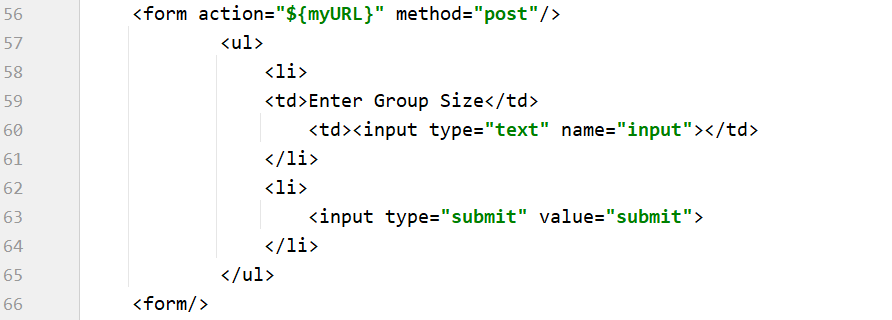 56 <form action="${myURL}" method="post"/>
57 <ul>
58 <li>
59 <td>Enter Group Size</td>
60 <td><input type="text" name="input"></td>
61 </li>
62 <li>
63 <input type="submit" value="submit">
64 </li>
65 </ul>
66 <form/>